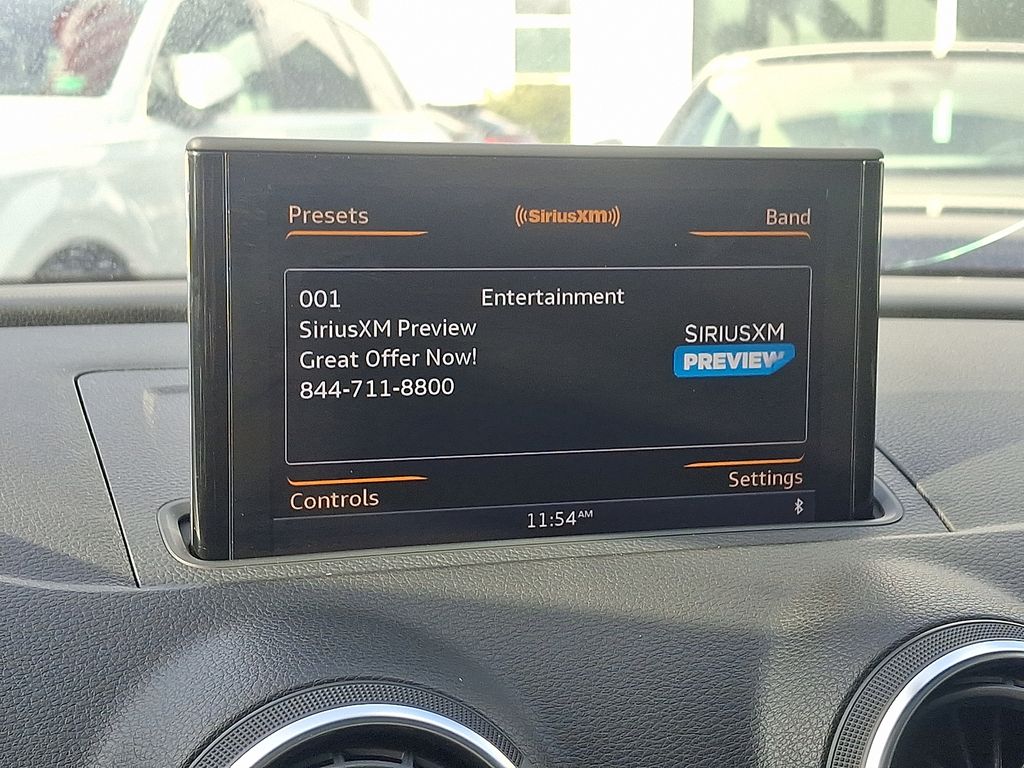 Presets
SiriusXM
Band
001
Entertainment
SiriusXM Preview
Great Offer Now!
844-711-8800
SIRIUSXM
PREVIEW
Controls
Settings
11:54AM